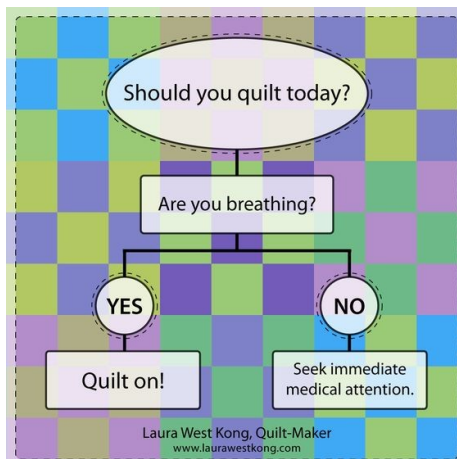 Should you quilt today?
Are you breathing?
YES
NO
Quilt on!
Seek immediate
medical attention.
Laura West Kong, Quilt-Maker
www.laurawestkong.com